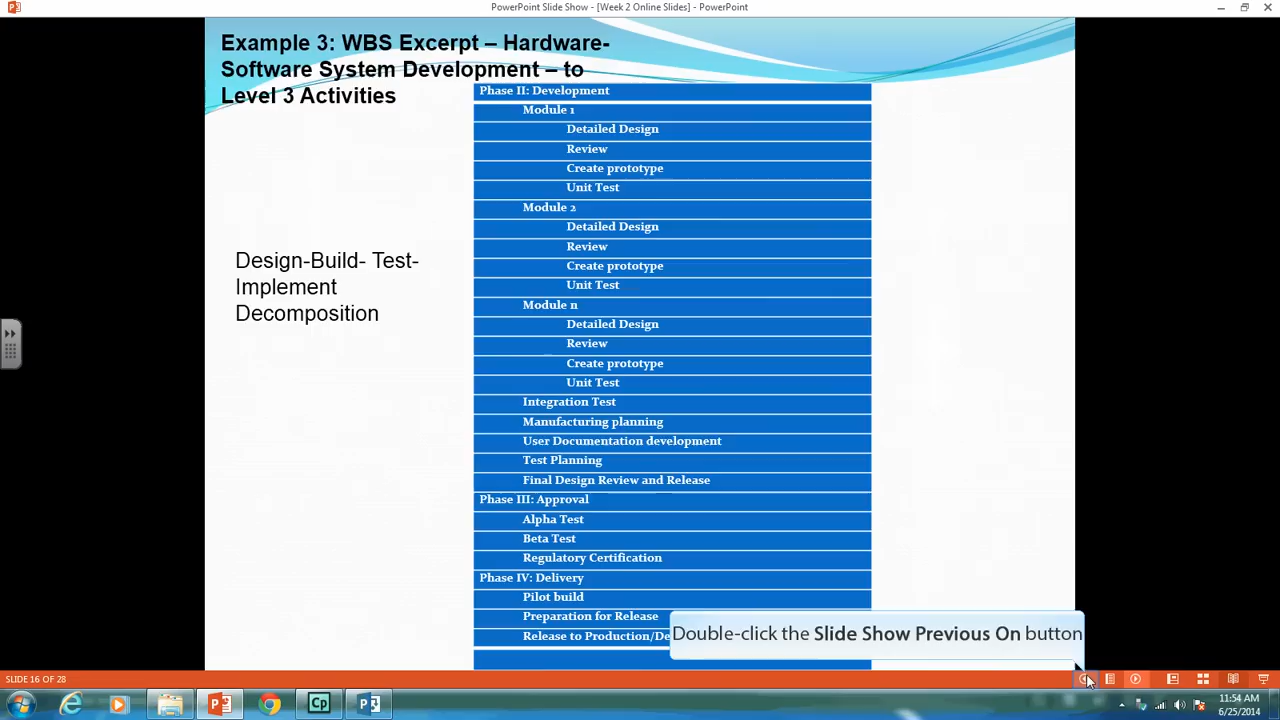 PowerPoint Slide Show - [Week 2 Online Slides] - PowerPoint
Example 3: WBS Excerpt – Hardware-
Software System Development – to
Level 3 Activities
Design-Build- Test-
Implement
Decomposition
Phase II: Development
Module 1
Detailed Design
Review
Create prototype
Unit Test
Module 2
Detailed Design
Review
Create prototype
Unit Test
Module n
Detailed Design
Review
Create prototype
Unit Test
Integration Test
Manufacturing planning
User Documentation development
Test Planning
Final Design Review and Release
Phase III: Approval
Alpha Test
Beta Test
Regulatory Certification
Phase IV: Delivery
Pilot build
Preparation for Release
Release to Production/De
Double-click the Slide Show Previous On button
SLIDE 16 OF 28
Cp
11:54 AM
6/25/2014